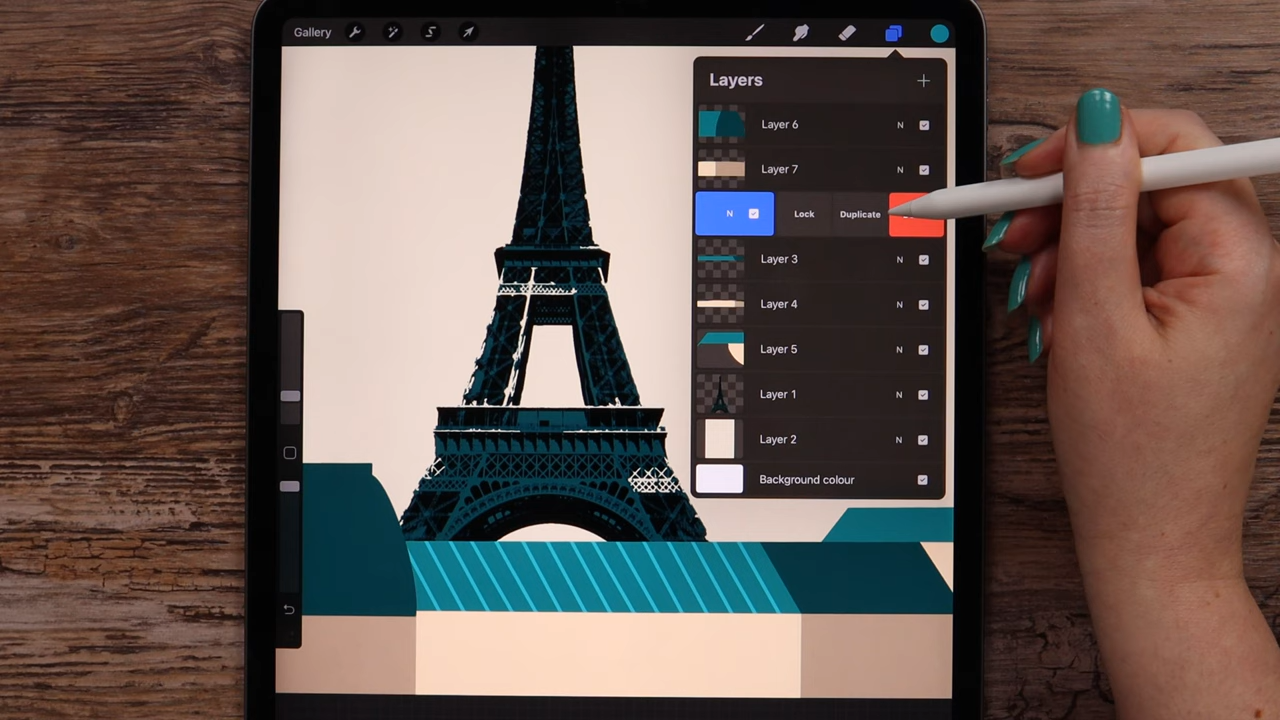 Gallery
Layers
Layer 6 N
Layer 7 N
N Lock Duplicate
Layer 3 N
Layer 4 N
Layer 5 N
Layer 1 N
Layer 2 N
Background colour